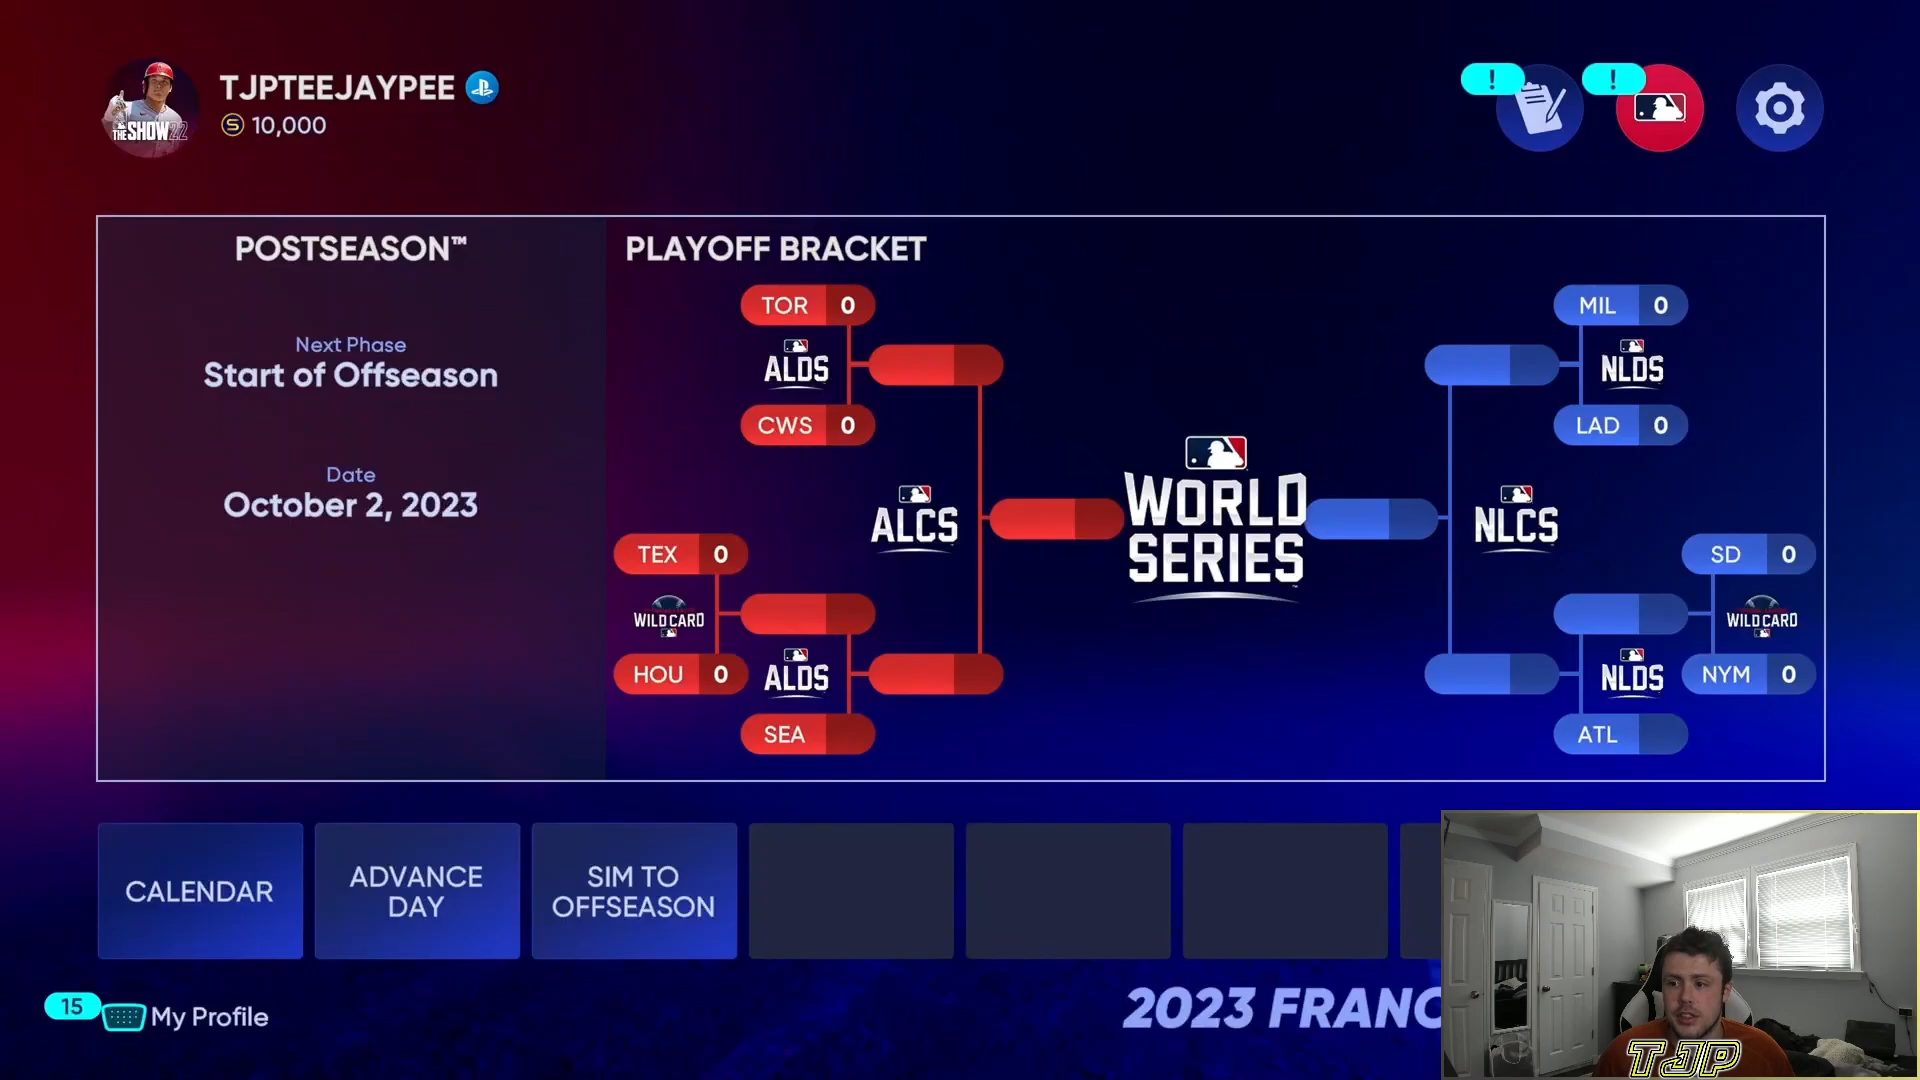 TJPTEEJAYPEE
10,000
THE SHOW 22
!
!
POSTSEASON™
Next Phase
Start of Offseason
Date
October 2, 2023
PLAYOFF BRACKET
TOR 0
ALDS
CWS 0
TEX 0
WILD CARD
HOU 0
ALDS
SEA
ALCS
WORLD
SERIES
NLCS
MIL 0
NLDS
LAD 0
SD 0
WILD CARD
NYM 0
NLDS
ATL
CALENDAR
ADVANCE
DAY
SIM TO
OFFSEASON
15 My Profile
2023 FRANC
TJP